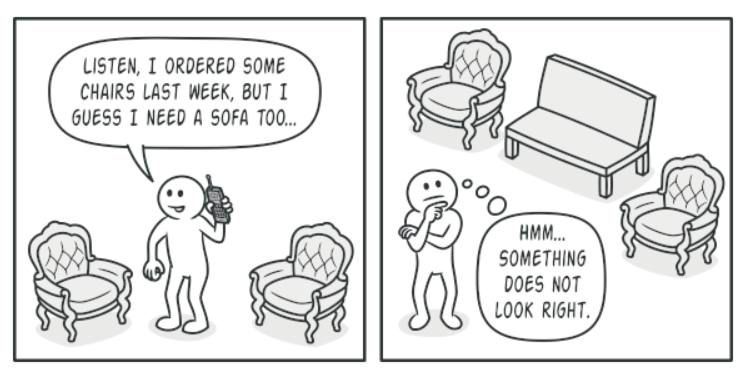 LISTEN, I ORDERED SOME
CHAIRS LAST WEEK, BUT I
GUESS I NEED A SOFA TOO...
HMM...
SOMETHING
DOES NOT
LOOK RIGHT.